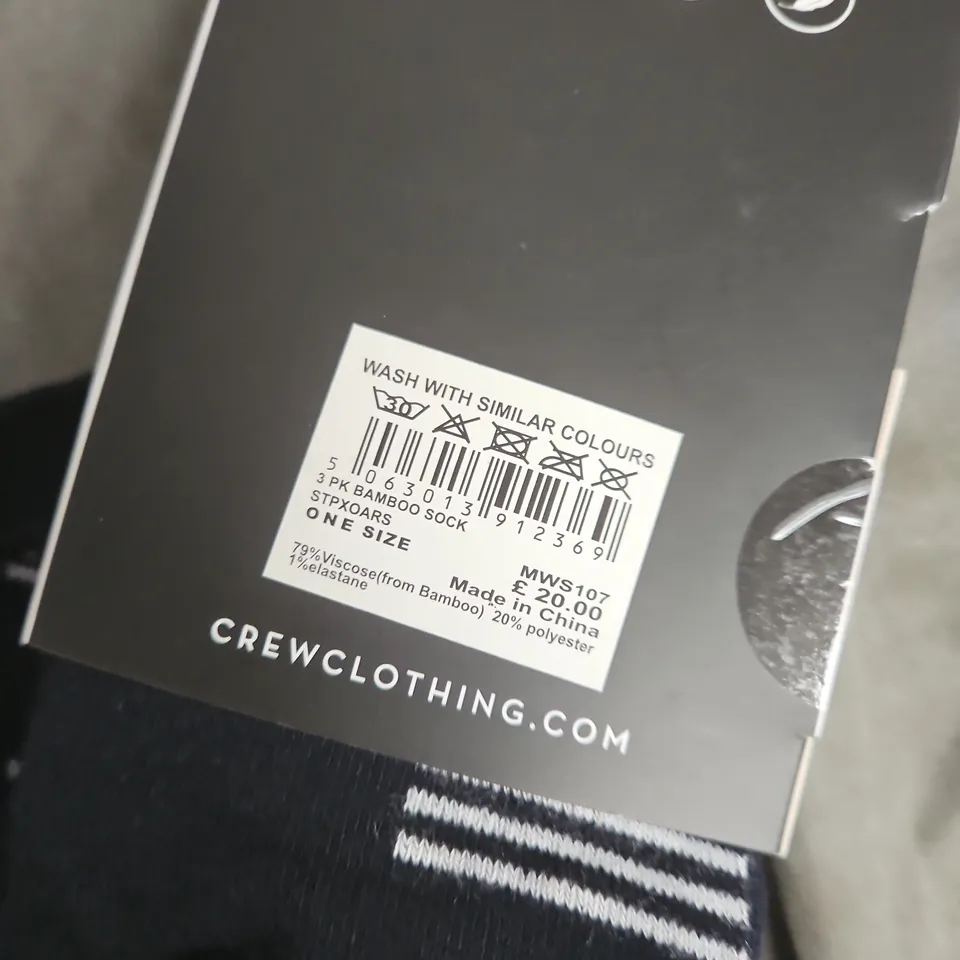 WASH WITH SIMILAR COLOURS
30
5 063013 912369
3 PK BAMBOO SOCK
STPXOARS
ONE SIZE
MWS107
£ 20.00
Made in China
79%Viscose(from Bamboo) 20% polyester
1%elastane
CREWCLOTHING.COM